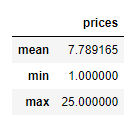 prices
mean 7.789165
min 1.000000
max 25.000000